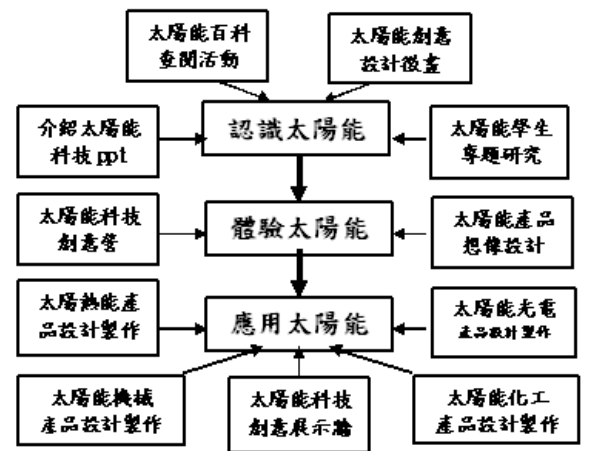 太陽能百科
查閱活動
太陽能創意
設計徵畫
介紹太陽能
科技ppt
認識太陽能
太陽能學生
專題研究
太陽能科技
創意營
體驗太陽能
太陽能產品
想像設計
太陽熱能產
品設計製作
應用太陽能
太陽能光電
產品設計製作
太陽能機械
產品設計製作
太陽能科技
創意展示牆
太陽能化工
產品設計製作